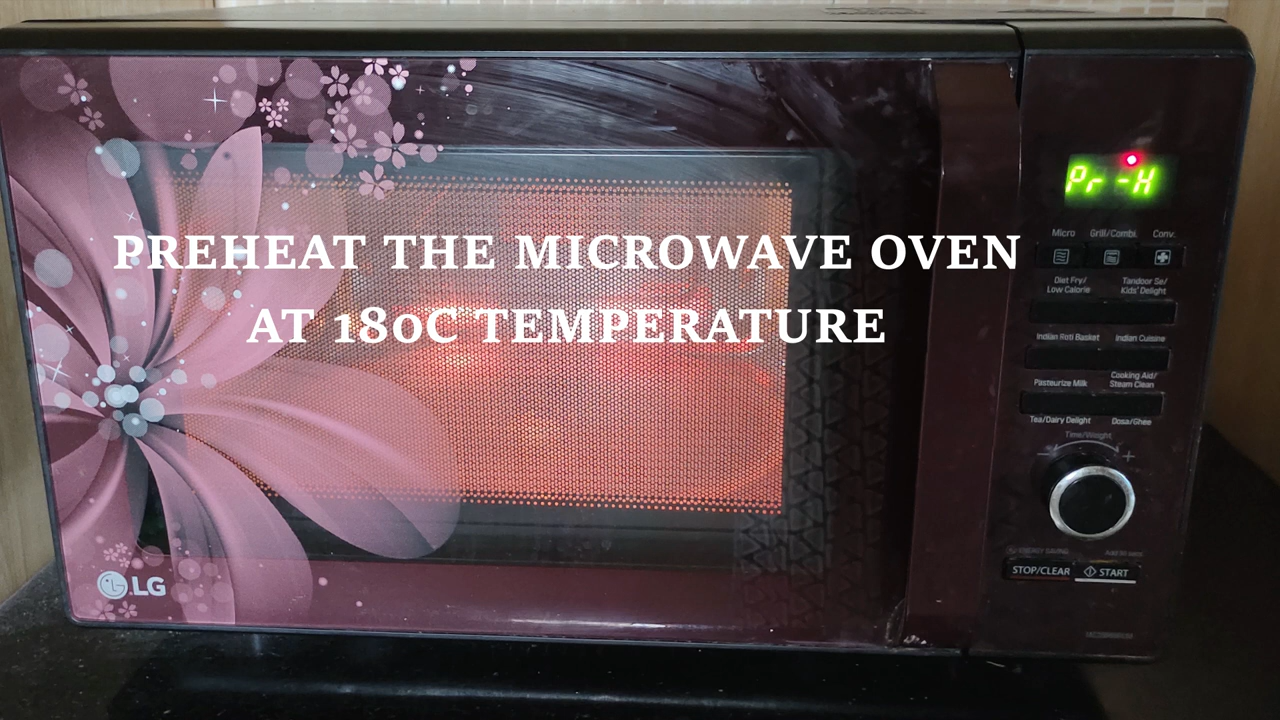 PREHEAT THE MICROWAVE OVEN
AT 180C TEMPERATURE
Pr-H
Micro Grill/Combi. Conv.
Diet Fry/ Low Calorie
Tandoor Se/ Kids' Delight
Indian Roti Basket Indian Cuisine
Pasteurize Milk
Cooking Aid/ Steam Clean
Tea/Dairy Delight Dosa/Ghee
Time/Weight
− +
ENERGY SAVING
STOP/CLEAR START
LG